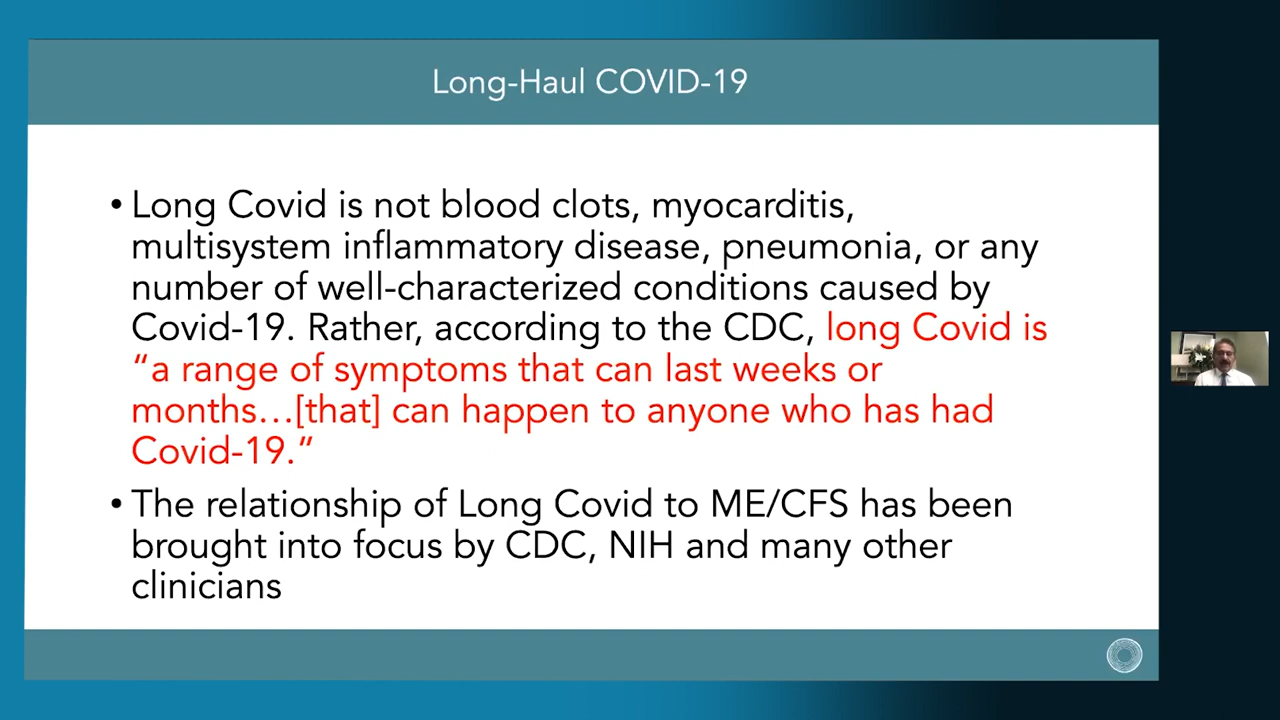 Long-Haul COVID-19
• Long Covid is not blood clots, myocarditis,
multisystem inflammatory disease, pneumonia, or any
number of well-characterized conditions caused by
Covid-19. Rather, according to the CDC, long Covid is
“a range of symptoms that can last weeks or
months…[that] can happen to anyone who has had
Covid-19.”
• The relationship of Long Covid to ME/CFS has been
brought into focus by CDC, NIH and many other
clinicians